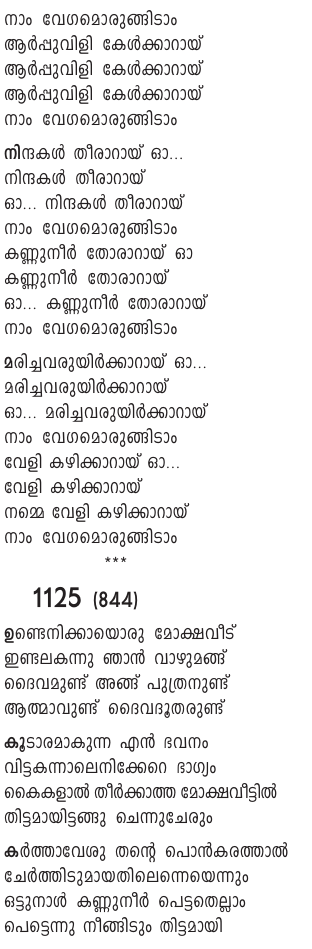 നാം വേഗമൊരുങ്ങിടാം
ആർപ്പുവിളി കേൾക്കാറായ്
ആർപ്പുവിളി കേൾക്കാറായ്
ആർപ്പുവിളി കേൾക്കാറായ്
നാം വേഗമൊരുങ്ങിടാം
നിന്ദകൾ തീരാറായ് ഓ...
നിന്ദകൾ തീരാറായ്
ഓ... നിന്ദകൾ തീരാറായ്
നാം വേഗമൊരുങ്ങിടാം
കണ്ണുനീർ തോരാറായ് ഓ
കണ്ണുനീർ തോരാറായ്
ഓ... കണ്ണുനീർ തോരാറായ്
നാം വേഗമൊരുങ്ങിടാം
മരിച്ചവരുയിർക്കാറായ് ഓ...
മരിച്ചവരുയിർക്കാറായ്
ഓ... മരിച്ചവരുയിർക്കാറായ്
നാം വേഗമൊരുങ്ങിടാം
വേളി കഴിക്കാറായ് ഓ...
വേളി കഴിക്കാറായ്
നമ്മെ വേളി കഴിക്കാറായ്
നാം വേഗമൊരുങ്ങിടാം
***
1125 (844)
ഉണ്ടെനിക്കായൊരു മോക്ഷവീട്
ഇണ്ടലകന്നു ഞാൻ വാഴുമങ്ങ്
ദൈവമുണ്ട് അങ്ങ് പുത്രനുണ്ട്
ആത്മാവുണ്ട് ദൈവദൂതരുണ്ട്
കൂടാരമാകുന്ന എൻ ഭവനം
വിട്ടകന്നാലെനിക്കേറെ ഭാഗ്യം
കൈകളാൽ തീർക്കാത്ത മോക്ഷവീട്ടിൽ
തിട്ടമായിട്ടങ്ങു ചെന്നുചേരും
കർത്താവേശു തന്റെ പൊൻകരത്താൽ
ചേർത്തിടുമായതിലെന്നെയെന്നും
ഒട്ടുനാൾ കണ്ണുനീർ പെട്ടതെല്ലാം
പെട്ടെന്നു നീങ്ങിടും തിട്ടമായി